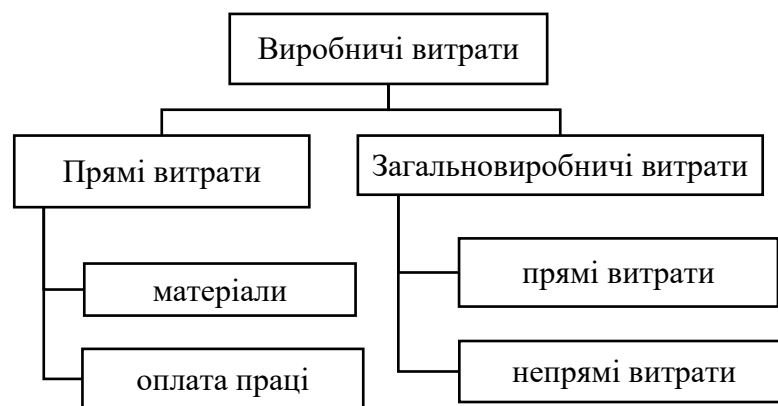 Виробничі витрати
Прямі витрати
Загальновиробничі витрати
матеріали
прямі витрати
оплата праці
непрямі витрати